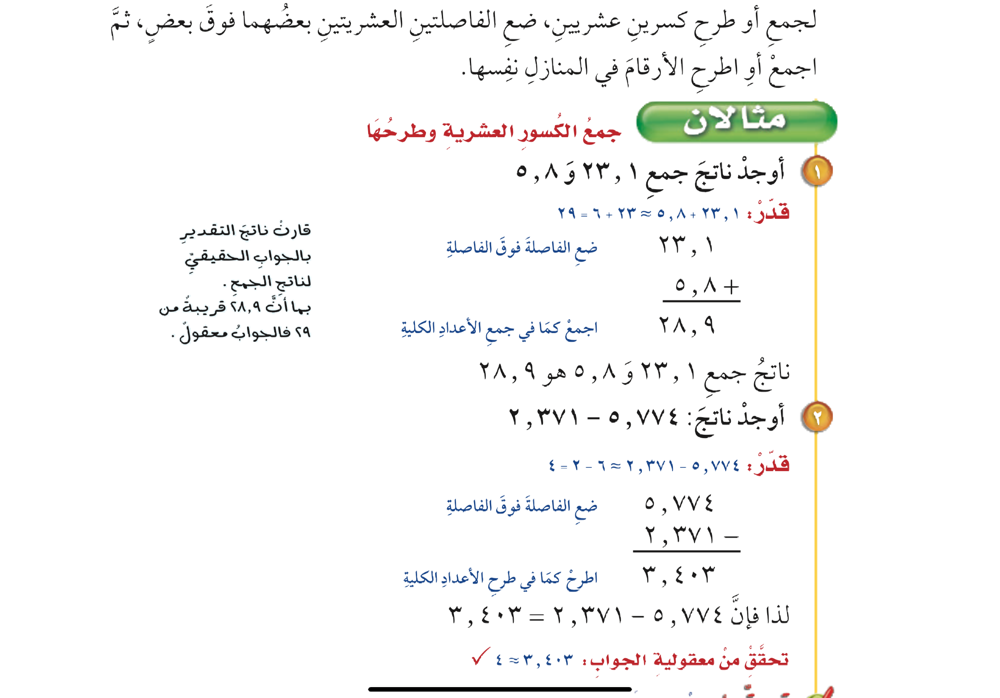 لجمعِ أو طرحِ كسرينِ عشريينِ، ضعِ الفاصلتينِ العشريتينِ بعضُهما فوقَ بعضٍ، ثمَّ
اجمعْ أوِ اطرحِ الأرقامَ في المنازلِ نفِسها.
مثالان
جمعُ الكُسورِ العشريةِ وطرحُهَا
١
أوجدْ ناتجَ جمعِ ٢٣,١ وَ ٥,٨
قدّرْ: ٢٣,١ + ٥,٨ ≈ ٢٣ + ٦ = ٢٩
٢٣,١
ضعِ الفاصلةَ فوقَ الفاصلةِ
+ ٥,٨
٢٨,٩
اجمعْ كمَا في جمعِ الأعدادِ الكليةِ
قارنْ ناتجَ التقديرِ
بالجوابِ الحقيقيِّ
لناتجِ الجمعِ.
بما أنَّ ٢٨,٩ قريبةٌ من
٢٩ فالجوابُ معقولٌ.
ناتجُ جمعِ ٢٣,١ وَ ٥,٨ هو ٢٨,٩
٢
أوجدْ ناتجَ: ٥,٧٧٤ – ٢,٣٧١
قدّرْ: ٥,٧٧٤ – ٢,٣٧١ ≈ ٦ – ٢ = ٤
٥,٧٧٤
ضعِ الفاصلةَ فوقَ الفاصلةِ
– ٢,٣٧١
٣,٤٠٣
اطرحْ كمَا في طرحِ الأعدادِ الكليةِ
لذا فإنَّ ٥,٧٧٤ – ٢,٣٧١ = ٣,٤٠٣
تحقَّقْ منْ معقوليةِ الجوابِ: ٣,٤٠٣ ≈ ٤ ✓